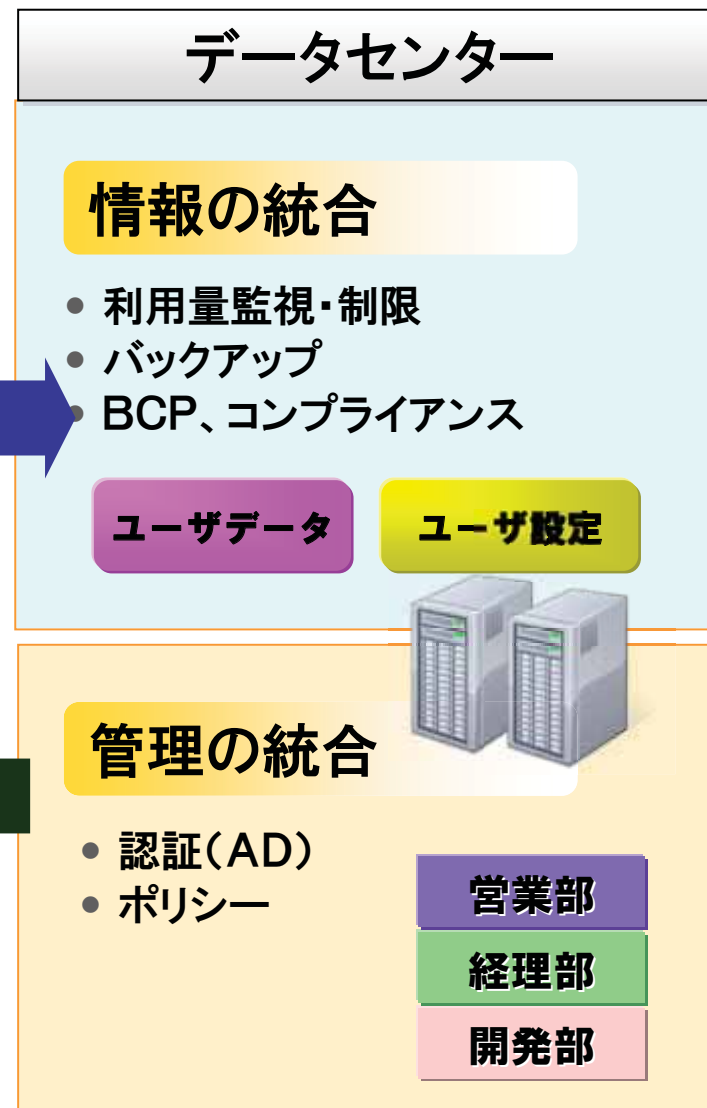 データセンター
情報の統合
• 利用量監視・制限
• バックアップ
• BCP、コンプライアンス
ユーザデータ
ユーザ設定
管理の統合
• 認証(AD)
• ポリシー
営業部
経理部
開発部